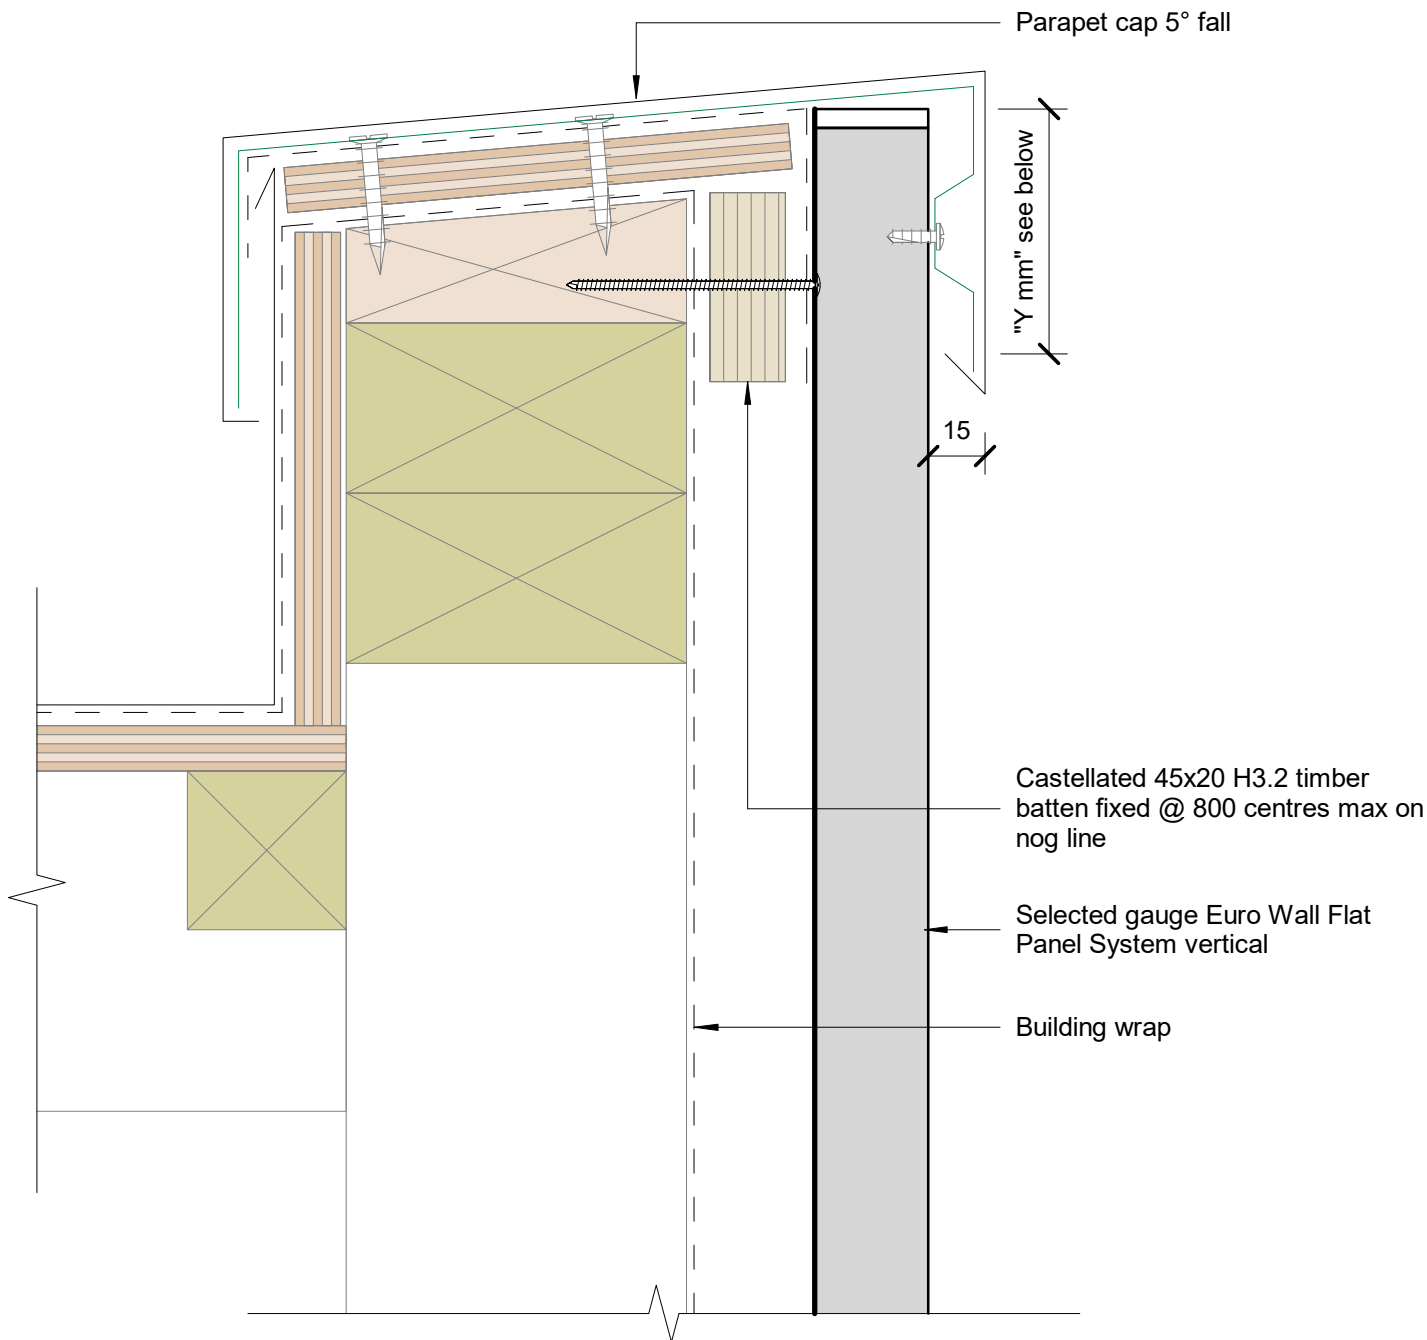 Parapet cap 5° fall
"Y mm" see below
15
Castellated 45x20 H3.2 timber
batten fixed @ 800 centres max on
nog line
Selected gauge Euro Wall Flat
Panel System vertical
Building wrap